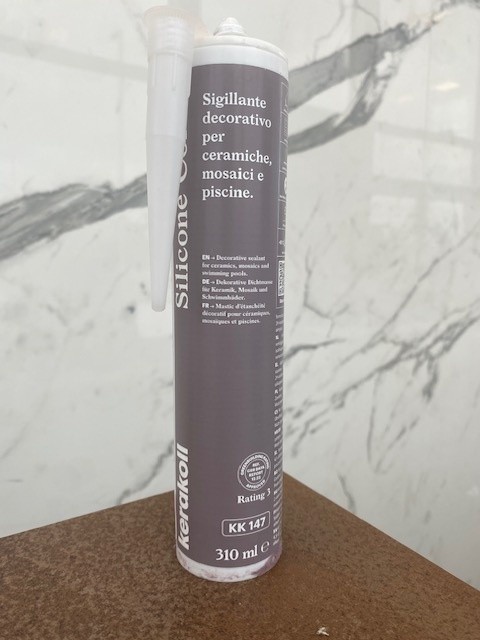 Silicone
Sigillante
decorativo
per
ceramiche,
mosaici e
piscine.
EN → Decorative sealant
for ceramics, mosaics and
swimming pools.
DE → Dekorative Dichtmasse
für Keramik, Mosaik und
Schwimmbäder.
FR → Mastic d'étanchéité
décoratif pour céramiques,
mosaïques et piscines.
kerakoll
Rating 3
KK 147
310 ml ℮